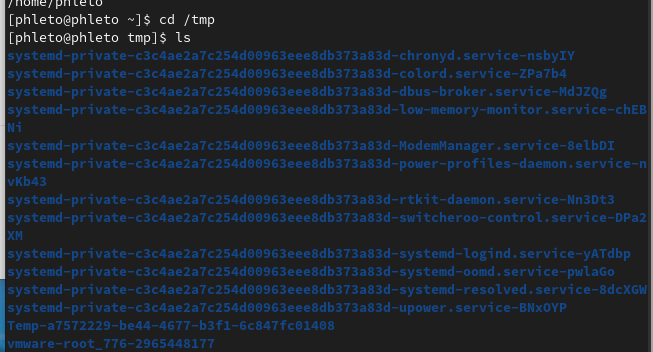 /home/phleto
[phleto@phleto ~]$ cd /tmp
[phleto@phleto tmp]$ ls
systemd-private-c3c4ae2a7c254d00963eee8db373a83d-chronyd.service-nsbyIY
systemd-private-c3c4ae2a7c254d00963eee8db373a83d-colord.service-ZPa7b4
systemd-private-c3c4ae2a7c254d00963eee8db373a83d-dbus-broker.service-MdJZQg
systemd-private-c3c4ae2a7c254d00963eee8db373a83d-low-memory-monitor.service-chEB
Ni
systemd-private-c3c4ae2a7c254d00963eee8db373a83d-ModemManager.service-8elbDI
systemd-private-c3c4ae2a7c254d00963eee8db373a83d-power-profiles-daemon.service-n
vKb43
systemd-private-c3c4ae2a7c254d00963eee8db373a83d-rtkit-daemon.service-Nn3Dt3
systemd-private-c3c4ae2a7c254d00963eee8db373a83d-switcheroo-control.service-DPa2
XM
systemd-private-c3c4ae2a7c254d00963eee8db373a83d-systemd-logind.service-yATdbp
systemd-private-c3c4ae2a7c254d00963eee8db373a83d-systemd-oomd.service-pwlaGo
systemd-private-c3c4ae2a7c254d00963eee8db373a83d-systemd-resolved.service-8dcXGW
systemd-private-c3c4ae2a7c254d00963eee8db373a83d-upower.service-BNxOYP
Temp-a7572229-be44-4677-b3f1-6c847fc01408
vmware-root_776-2965448177